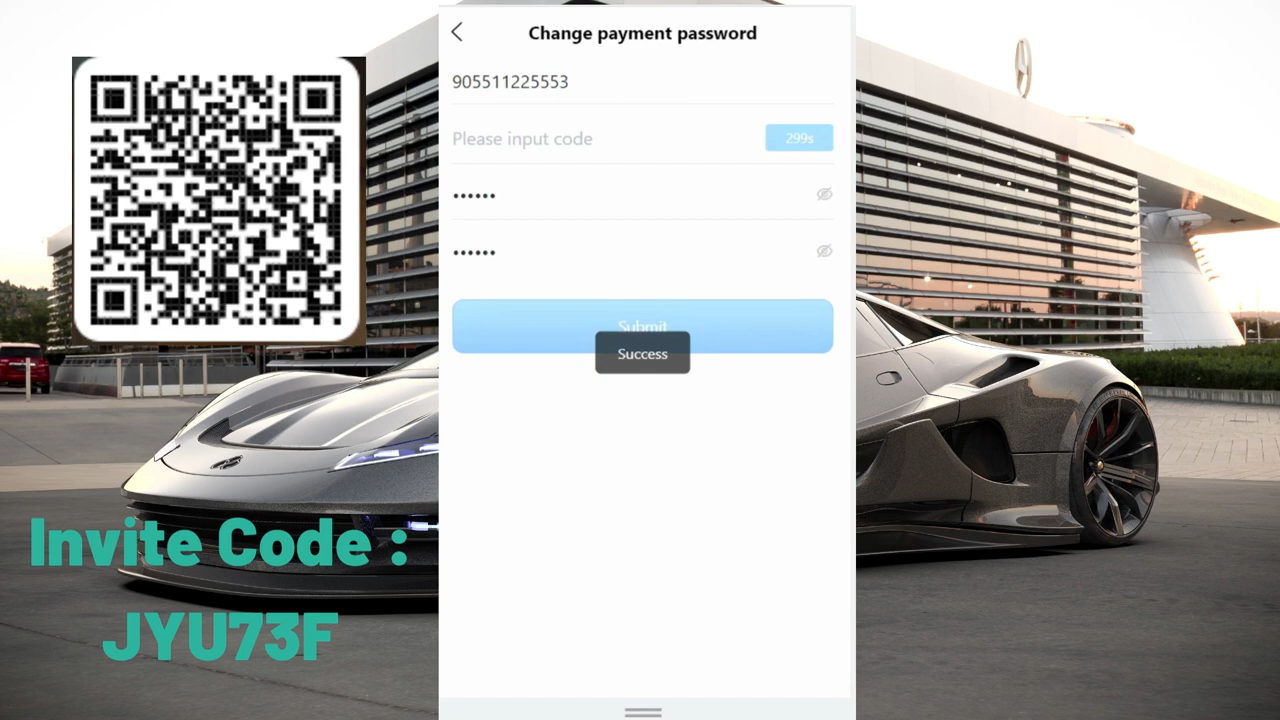 Change payment password
905511225553
Please input code
299s
••••••
••••••
Submit
Success
Invite Code :
JYU73F